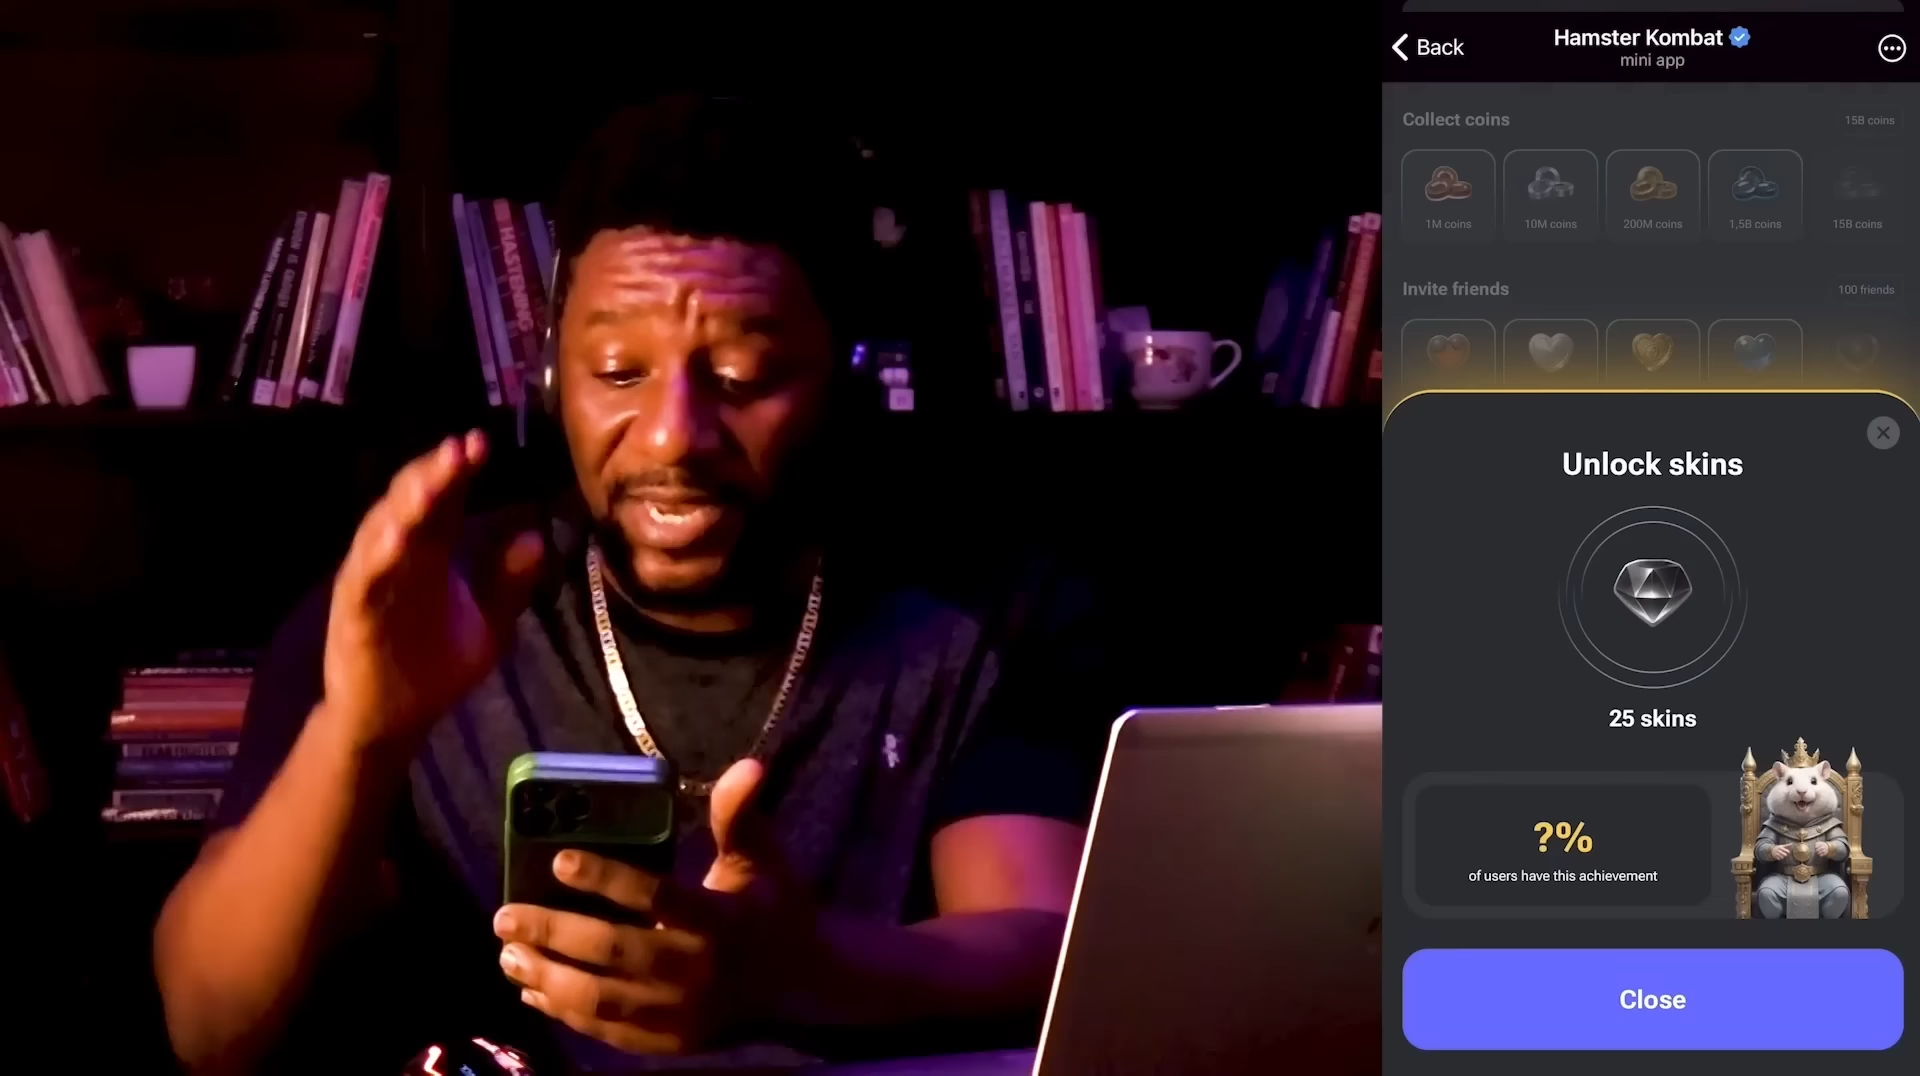 HASTENING
Back
Hamster Kombat
mini app
Collect coins
15B coins
1M coins
10M coins
200M coins
1,5B coins
15B coins
Invite friends
100 friends
Unlock skins
25 skins
?%
of users have this achievement
Close